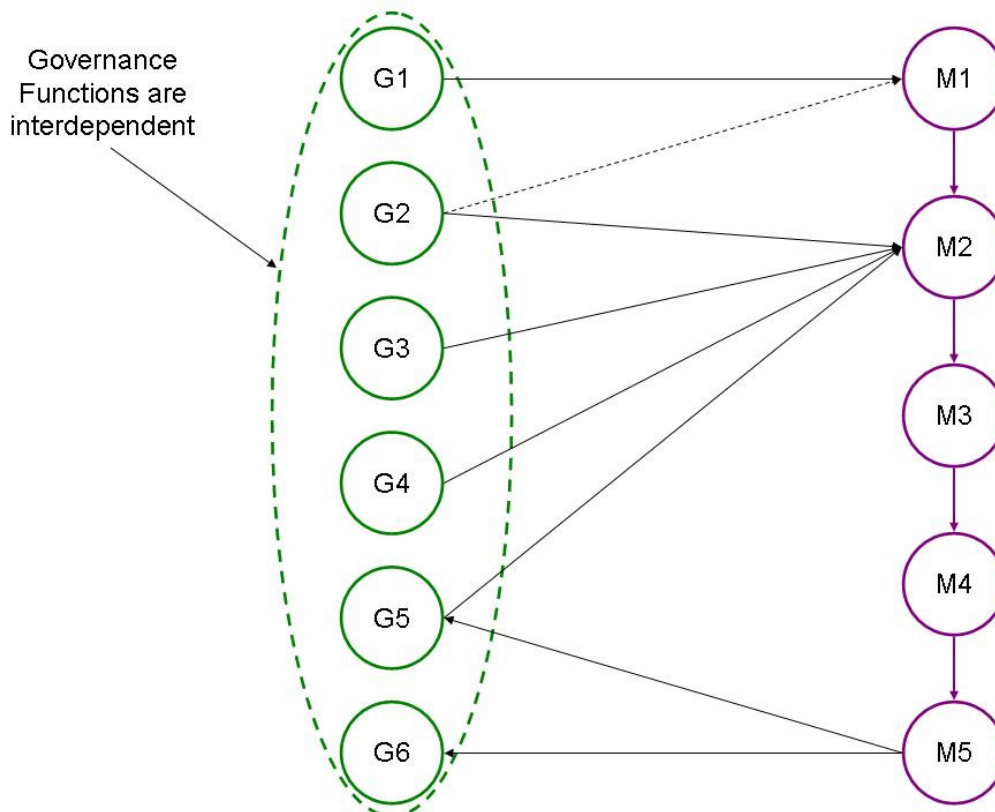 Governance
Functions are
interdependent
G1
M1
G2
M2
G3
M3
G4
M4
G5
M5
G6